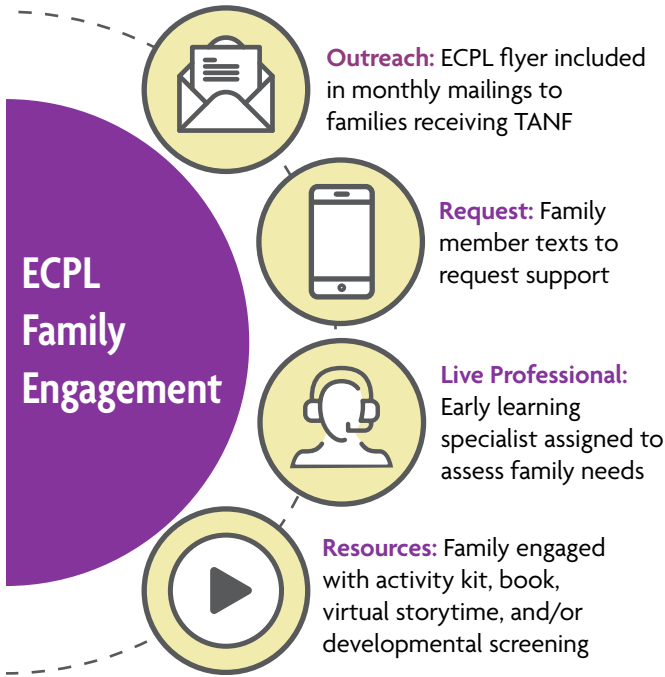 ECPL
Family
Engagement
Outreach: ECPL flyer included
in monthly mailings to
families receiving TANF
Request: Family
member texts to
request support
Live Professional:
Early learning
specialist assigned to
assess family needs
Resources: Family engaged
with activity kit, book,
virtual storytime, and/or
developmental screening